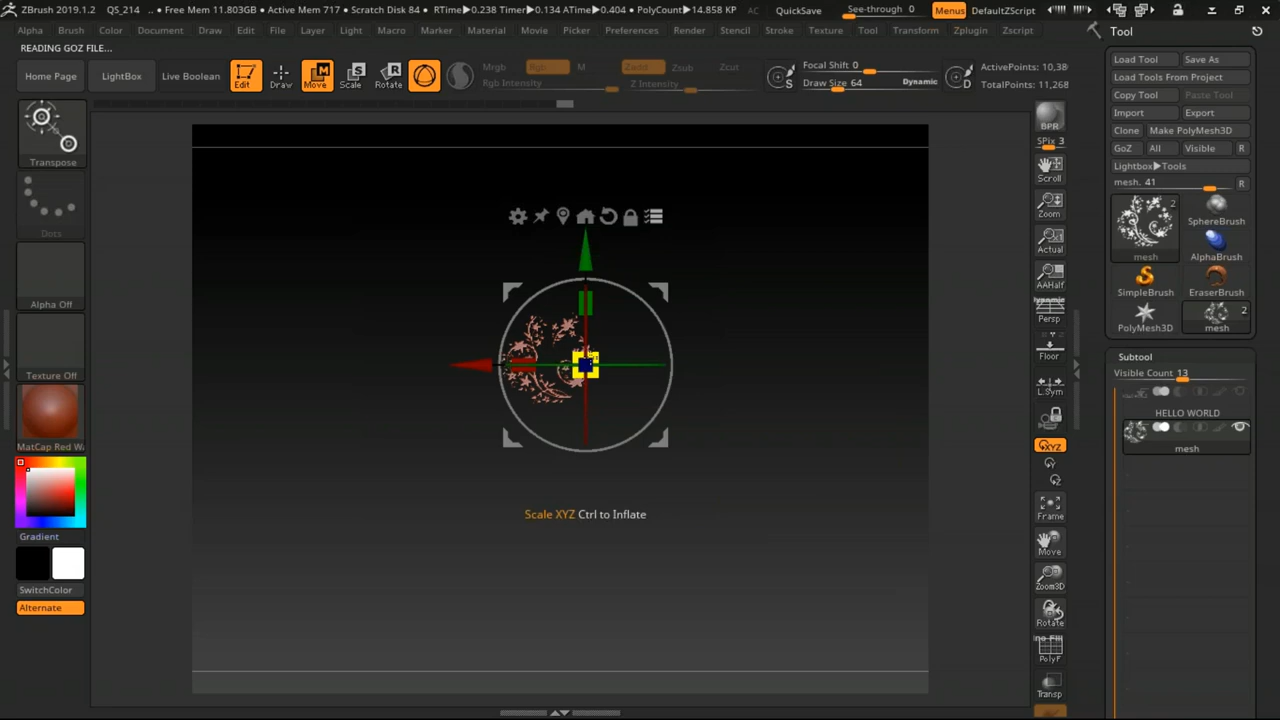 ZBrush 2019.1.2 QS_214 .. • Free Mem 11.803GB • Active Mem 717 • Scratch Disk 84 • RTime▶0.238 Timer▶0.134 ATime▶0.404 • PolyCount▶14.858 KP • AC QuickSave See-through 0 Menus DefaultZScript
Alpha Brush Color Document Draw Edit File Layer Light Macro Marker Material Movie Picker Preferences Render Stencil Stroke Texture Tool Transform Zplugin Zscript
READING GOZ FILE...
Home Page LightBox Live Boolean Edit Draw Move Scale Rotate
Mrgb Rgb M Zadd Zsub Zcut
Rgb Intensity Z Intensity
Focal Shift 0
Draw Size 64 Dynamic
S D
ActivePoints: 10,38
TotalPoints: 11,268
Transpose
Dots
Alpha Off
Texture Off
MatCap Red W
Gradient
SwitchColor
Alternate
Scale XYZ Ctrl to Inflate
BPR
SPix 3
Scroll
Zoom
Actual
AAHalf
Dynamic
Persp
Floor
L.Sym
XYZ
Y
Z
Frame
Move
Zoom3D
Rotate
PolyF
Transp
Tool
Load Tool Save As
Load Tools From Project
Copy Tool Paste Tool
Import Export
Clone Make PolyMesh3D
GoZ All Visible R
Lightbox▶Tools
mesh. 41 R
2
mesh SphereBrush
AlphaBrush
SimpleBrush EraserBrush
2
PolyMesh3D mesh
Subtool
Visible Count 13
HELLO WORLD
mesh